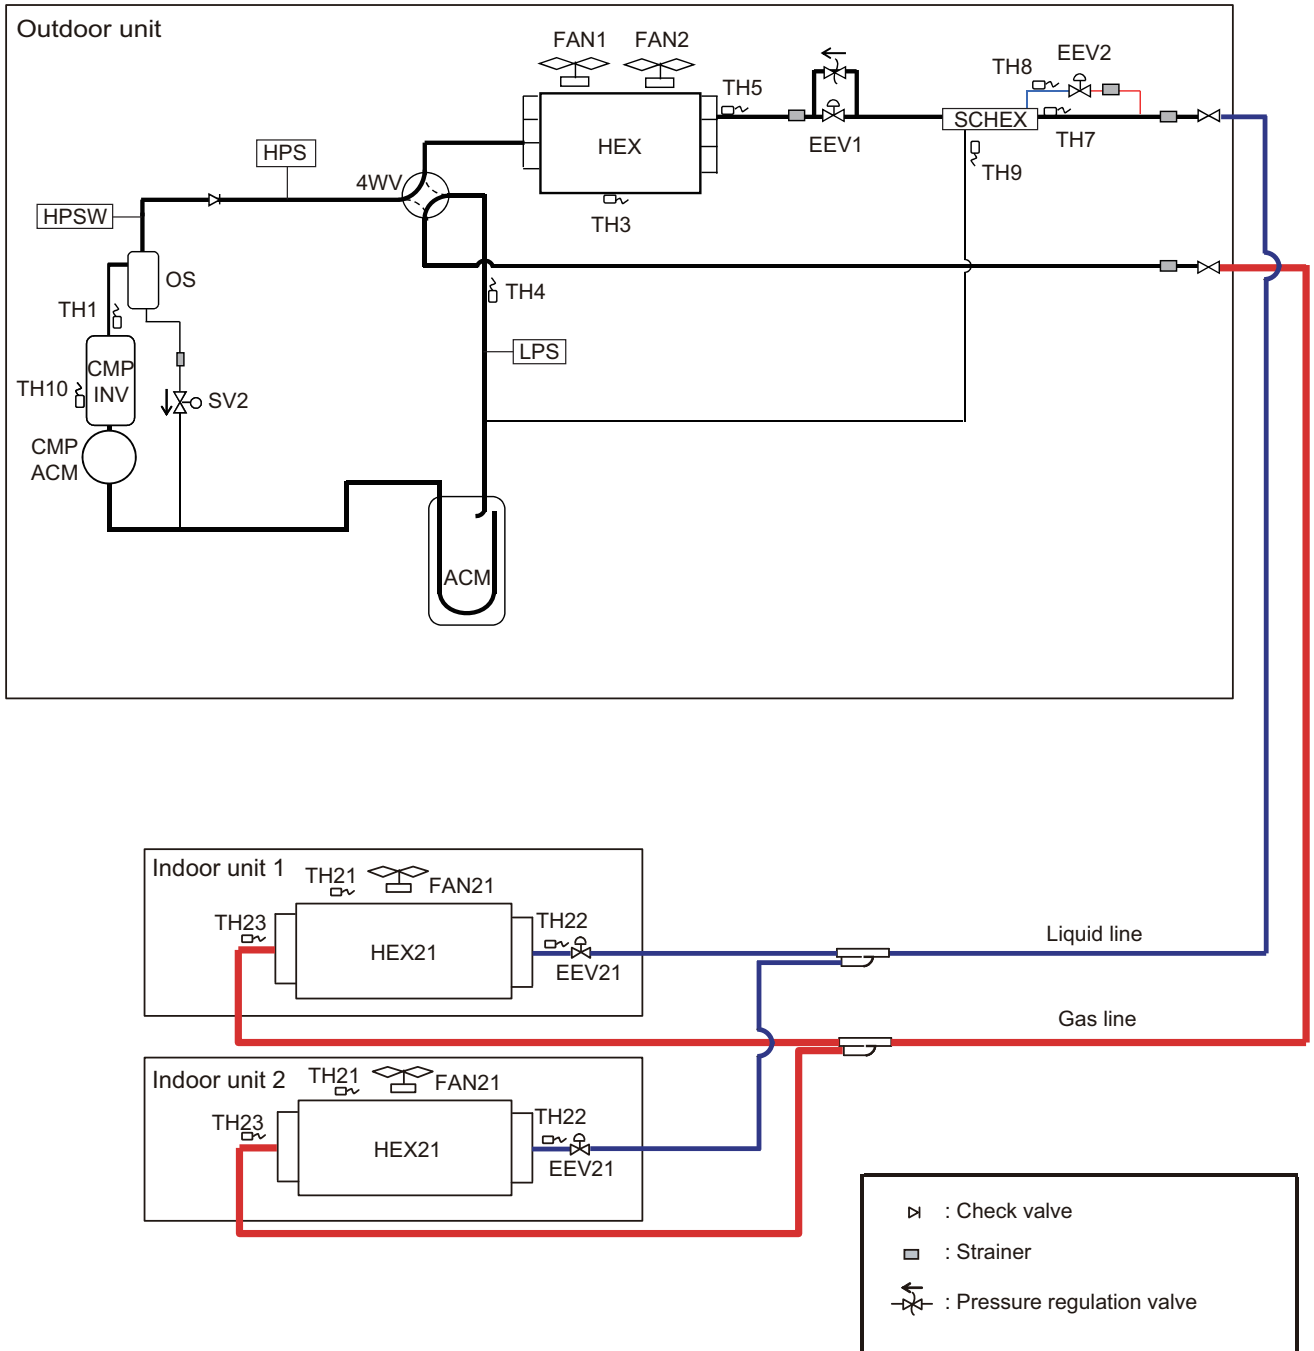 Outdoor unit
FAN1
FAN2
TH8
EEV2
TH5
HPS
HEX
EEV1
SCHEX
TH7
TH9
4WV
HPSW
TH3
OS
TH4
TH1
LPS
CMP
INV
TH10
SV2
CMP
ACM
ACM
Indoor unit 1
TH21
FAN21
TH23
TH22
HEX21
EEV21
Liquid line
Gas line
Indoor unit 2
TH21
FAN21
TH23
TH22
HEX21
EEV21
: Check valve
: Strainer
: Pressure regulation valve